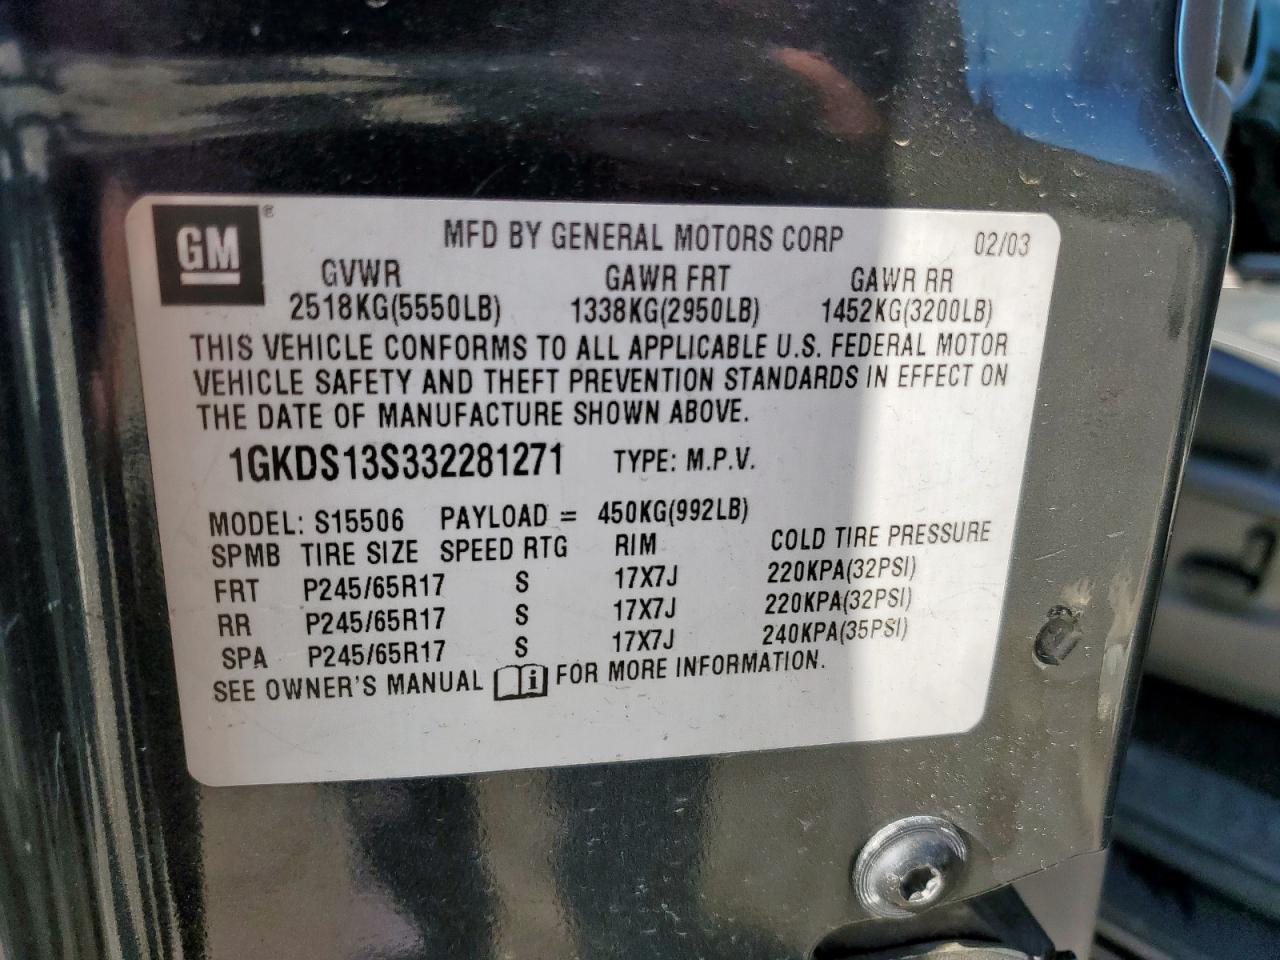 GM ® MFD BY GENERAL MOTORS CORP 02/03
GVWR GAWR FRT GAWR RR
2518KG(5550LB) 1338KG(2950LB) 1452KG(3200LB)
THIS VEHICLE CONFORMS TO ALL APPLICABLE U.S. FEDERAL MOTOR
VEHICLE SAFETY AND THEFT PREVENTION STANDARDS IN EFFECT ON
THE DATE OF MANUFACTURE SHOWN ABOVE.
1GKDS13S332281271 TYPE: M.P.V.
MODEL: S15506 PAYLOAD = 450KG(992LB)
SPMB TIRE SIZE SPEED RTG RIM COLD TIRE PRESSURE
FRT P245/65R17 S 17X7J 220KPA(32PSI)
RR P245/65R17 S 17X7J 220KPA(32PSI)
SPA P245/65R17 S 17X7J 240KPA(35PSI)
SEE OWNER'S MANUAL i FOR MORE INFORMATION.